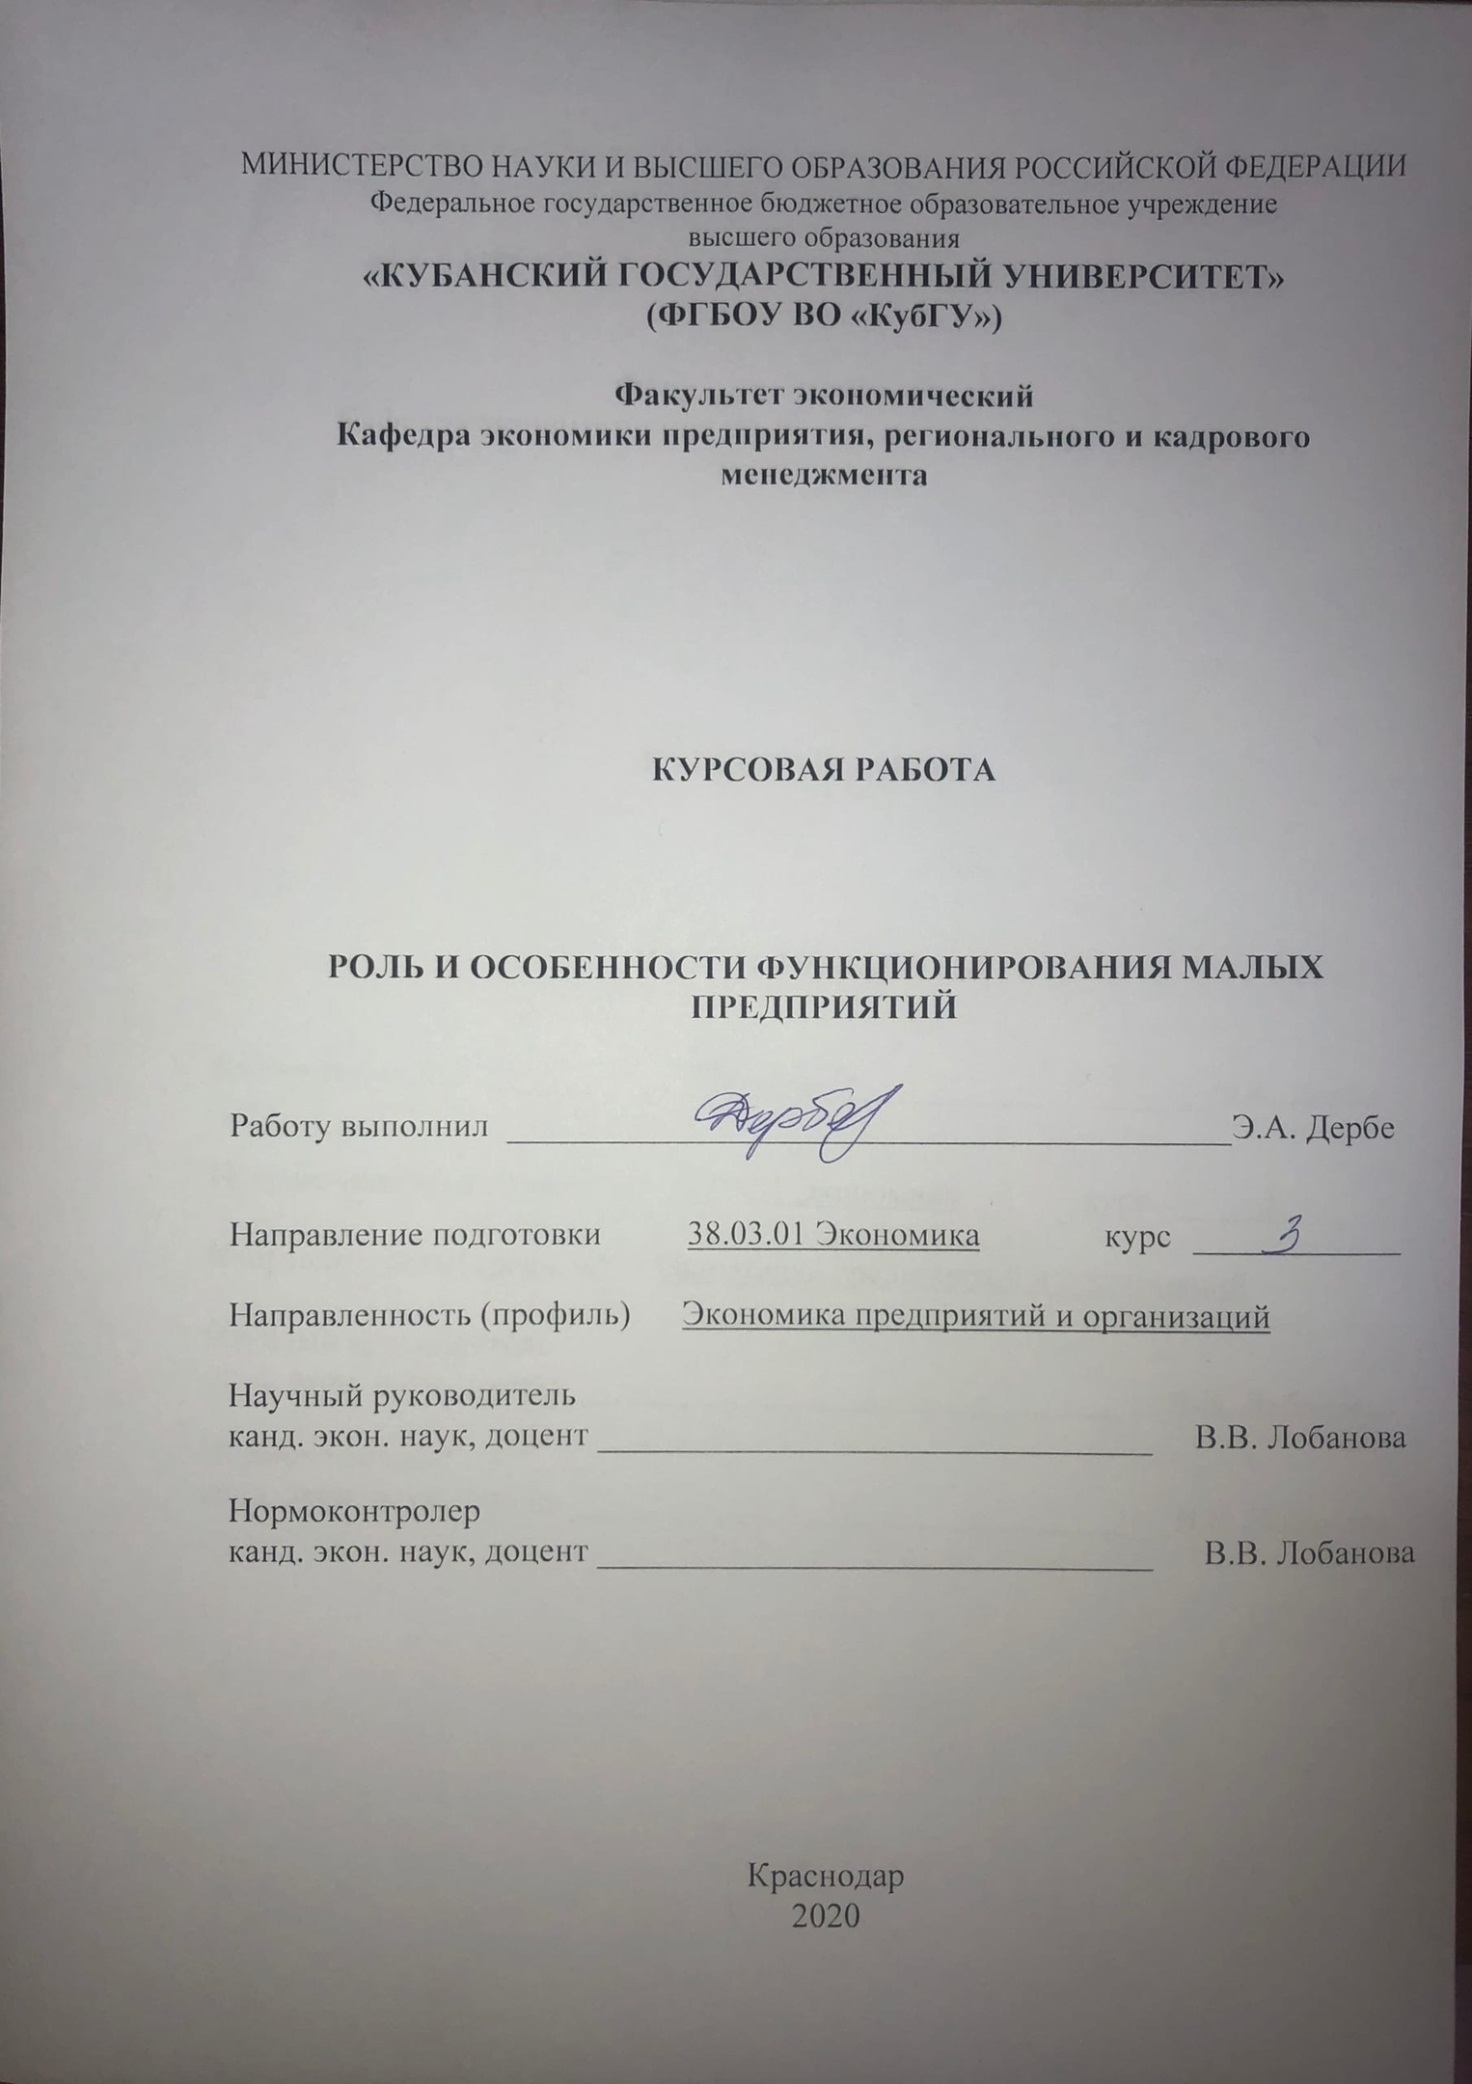 МИНИСТЕРСТВО НАУКИ И ВЫСШЕГО ОБРАЗОВАНИЯ РОССИЙСКОЙ ФЕДЕРАЦИИ
Федеральное государственное бюджетное образовательное учреждение
высшего образования
«КУБАНСКИЙ ГОСУДАРСТВЕННЫЙ УНИВЕРСИТЕТ»
(ФГБОУ ВО «КубГУ»)
Факультет экономический
Кафедра экономики предприятия, регионального и кадрового
менеджмента
КУРСОВАЯ РАБОТА
РОЛЬ И ОСОБЕННОСТИ ФУНКЦИОНИРОВАНИЯ МАЛЫХ
ПРЕДПРИЯТИЙ
Работу выполнил Дербе Э.А. Дербе
Направление подготовки 38.03.01 Экономика курс 3
Направленность (профиль) Экономика предприятий и организаций
Научный руководитель
канд. экон. наук, доцент В.В. Лобанова
Нормоконтролер
канд. экон. наук, доцент В.В. Лобанова
Краснодар
2020